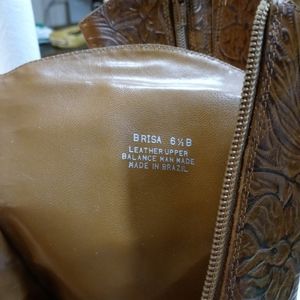 BRISA 6½B
LEATHER UPPER
BALANCE MAN MADE
MADE IN BRAZIL